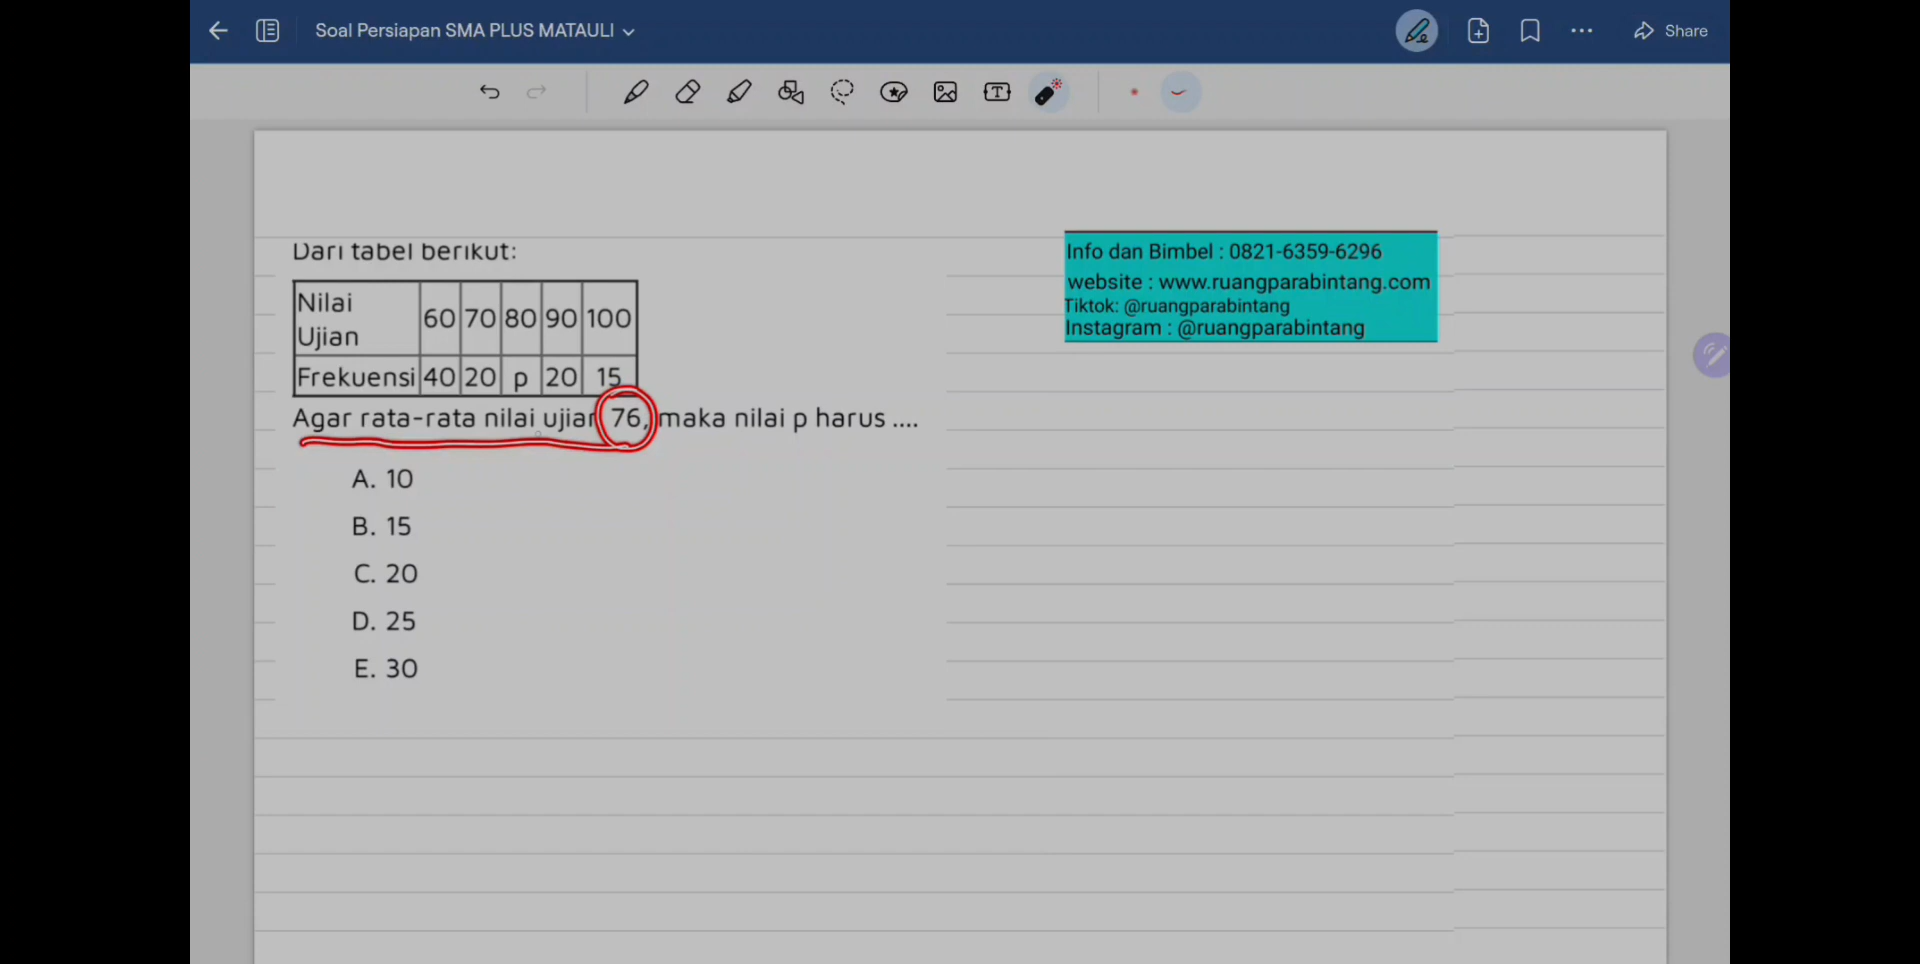 Soal Persiapan SMA PLUS MATAULI
Share
Dari tabel berikut:
Nilai Ujian 60 70 80 90 100
Frekuensi 40 20 p 20 15
Agar rata-rata nilai ujian 76, maka nilai p harus ....
A. 10
B. 15
C. 20
D. 25
E. 30
Info dan Bimbel : 0821-6359-6296
website : www.ruangparabintang.com
Tiktok: @ruangparabintang
Instagram : @ruangparabintang